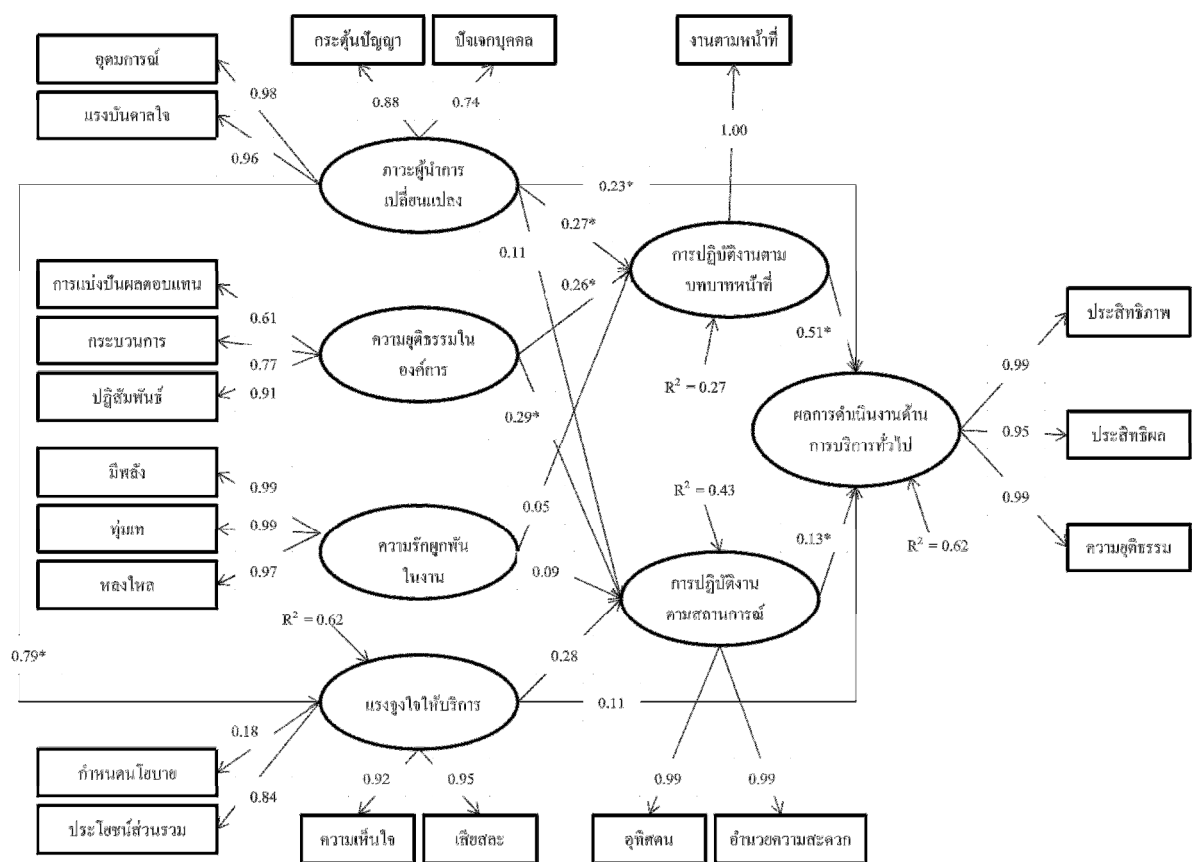 กระตุ้นปัญญา
ปัจเจกบุคคล
งานตามหน้าที่
อุดมการณ์
แรงบันดาลใจ
0.98
0.88
0.74
0.96
1.00
ภาวะผู้นำการ
เปลี่ยนแปลง
0.23*
0.27*
0.11
การปฏิบัติงานตาม
บทบาทหน้าที่
การแบ่งปันผลตอบแทน
0.26*
0.61
กระบวนการ
0.77
ความยุติธรรมใน
องค์การ
ปฏิสัมพันธ์
0.91
0.51*
R² = 0.27
ประสิทธิภาพ
0.99
0.29*
ผลการดำเนินงานด้าน
การบริการทั่วไป
0.95
ประสิทธิผล
มีพลัง
0.99
R² = 0.43
0.99
ทุ่มเท
0.99
0.05
ความรักผูกพัน
ในงาน
0.13*
R² = 0.62
ความยุติธรรม
หลงใหล
0.97
0.09
การปฏิบัติงาน
ตามสถานการณ์
R² = 0.62
0.79*
0.28
แรงจูงใจให้บริการ
0.11
0.18
กำหนดนโยบาย
0.84
0.92
0.95
0.99
0.99
ประโยชน์ส่วนรวม
ความเห็นใจ
เสียสละ
อุทิศตน
อำนวยความสะดวก